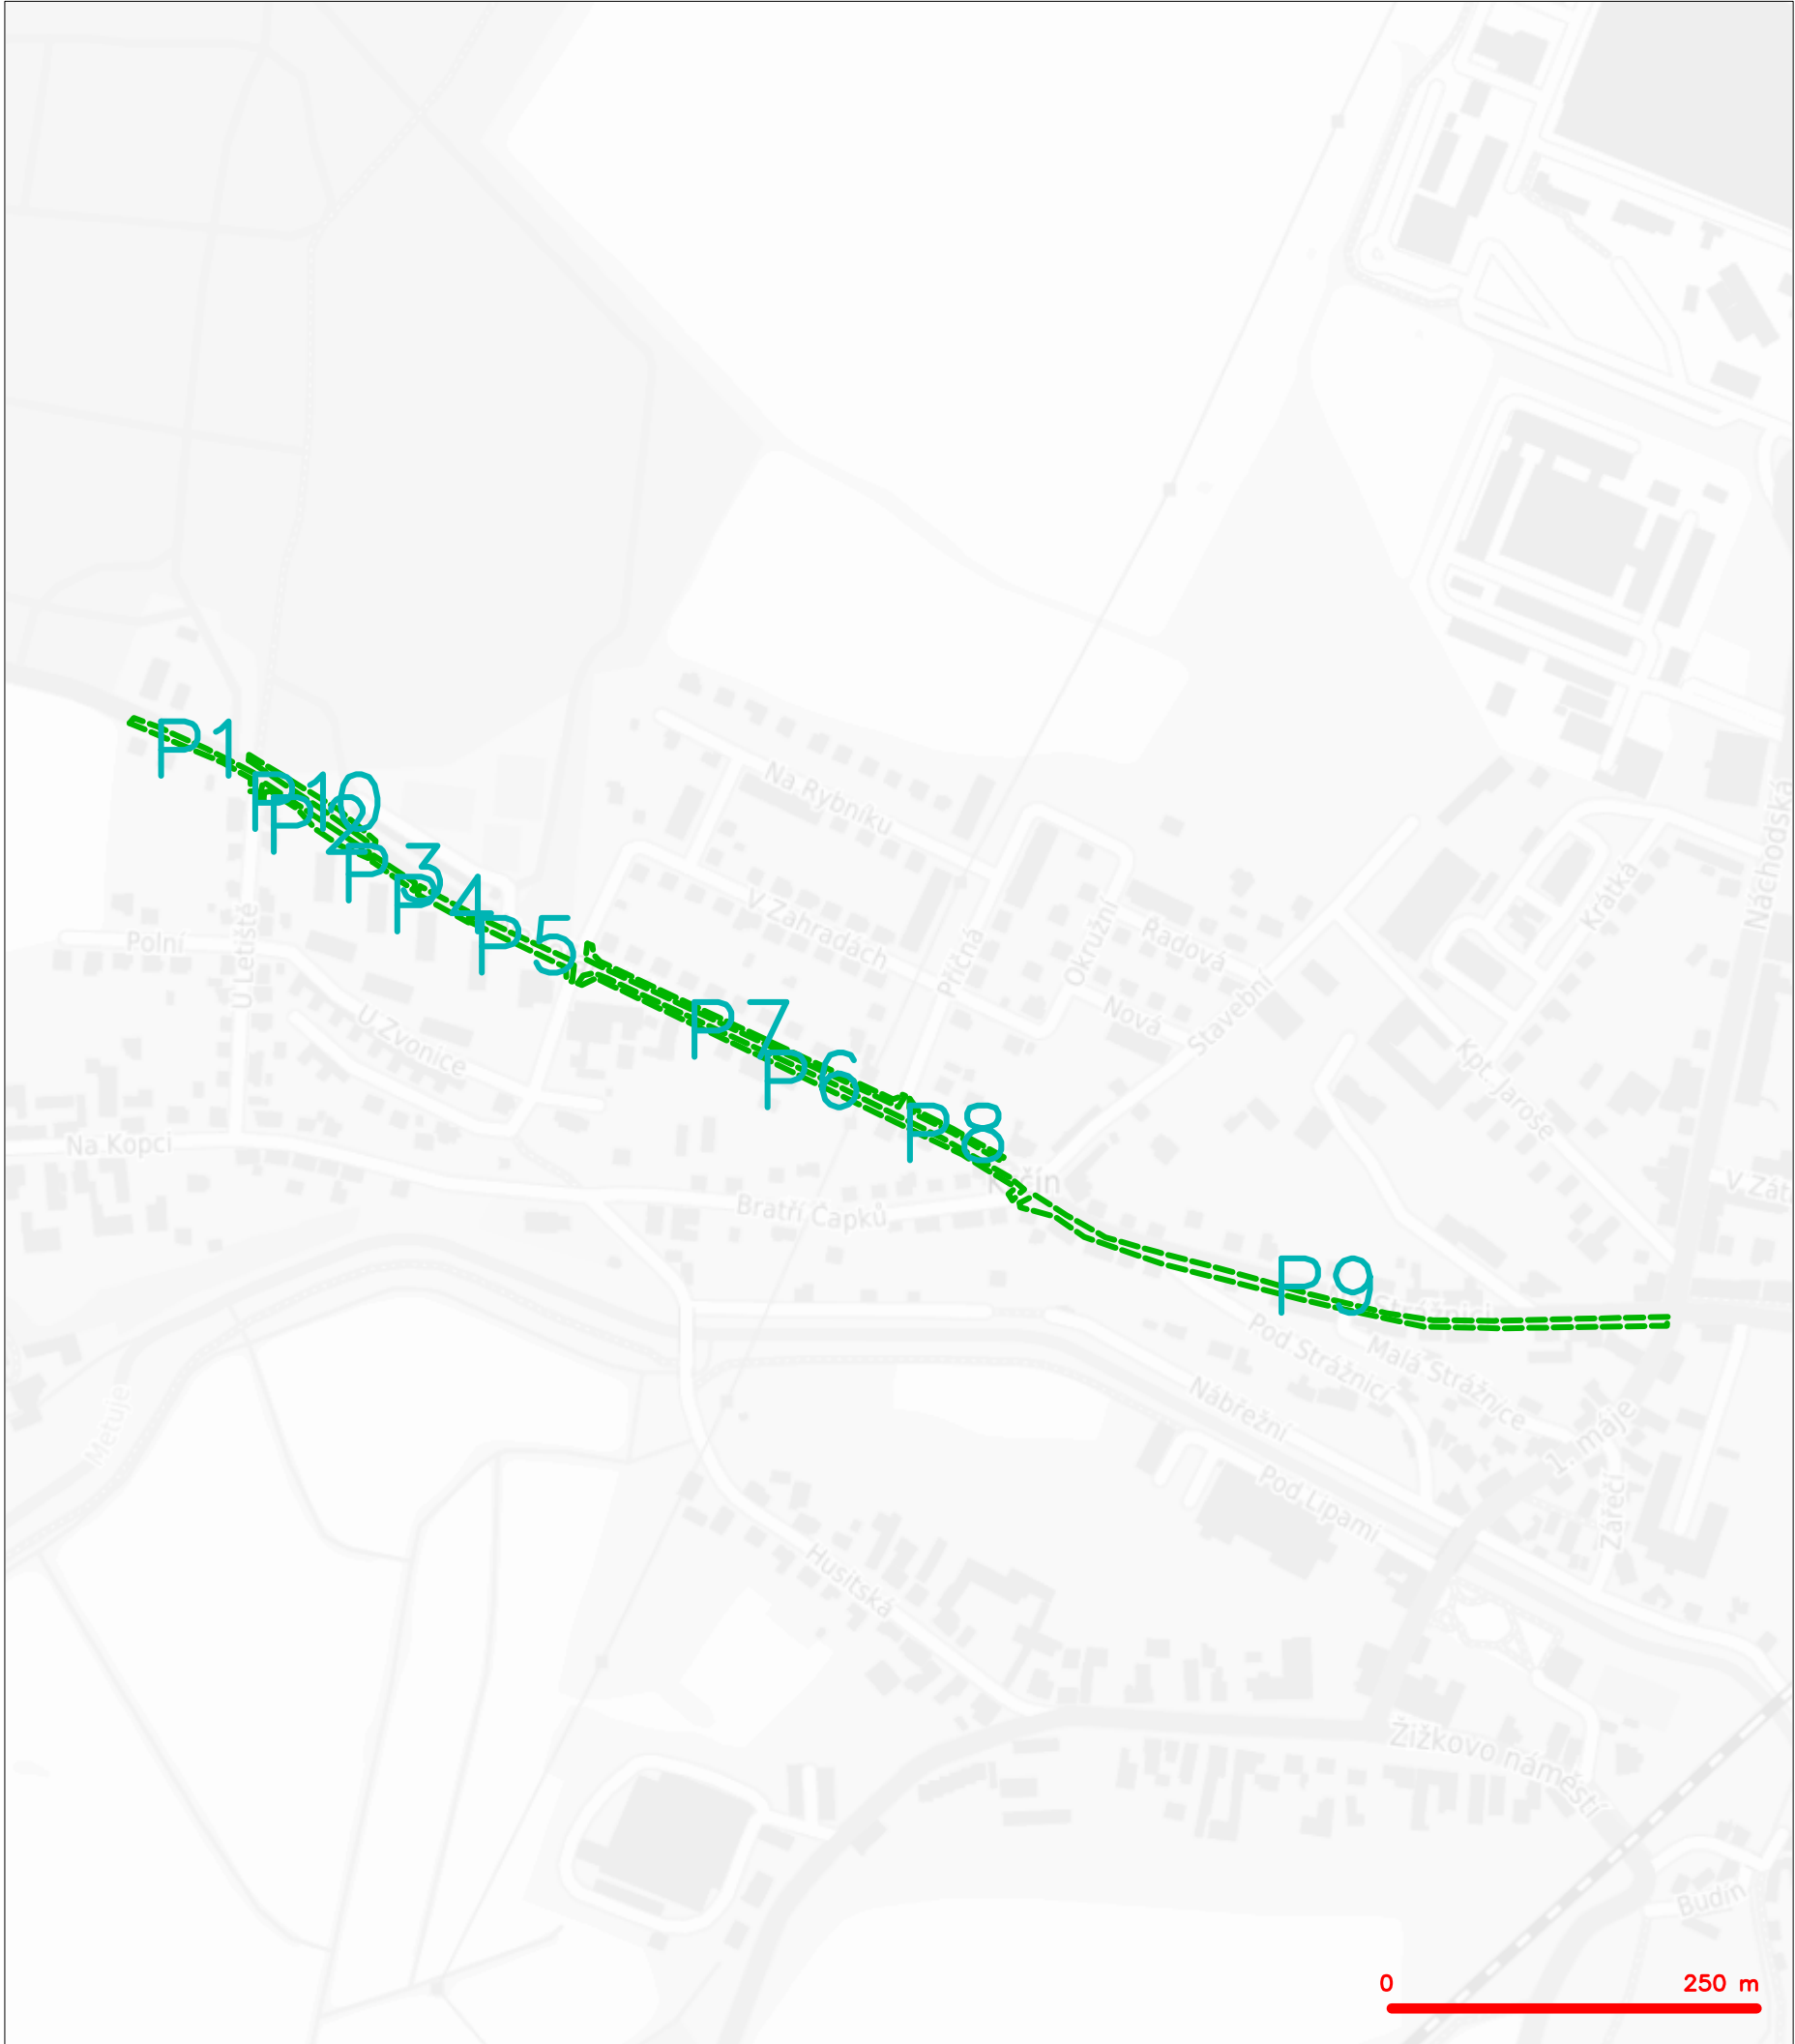 P1
P10
P2
P3
P4
P5
P7
P6
P8
P9
Na Rybníku
V Zahradách
Příčná
Okružní
Řadová
Nová
Stavební
Krátká
Náchodská
Kpt. Jaroše
Polní
U Letiště
U Zvonice
Na Kopci
Bratří Čapků
Pod Strážnicí
Malá Strážnice
Nábřežní
Pod Lipami
1. máje
Zářečí
Metuje
Husitská
Žižkovo náměstí
Budín
0 250 m